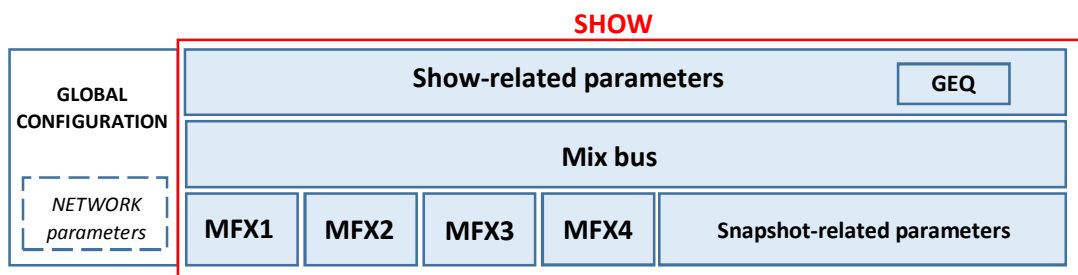 SHOW
Show-related parameters
GEQ
GLOBAL
CONFIGURATION
Mix bus
NETWORK
parameters
MFX1
MFX2
MFX3
MFX4
Snapshot-related parameters